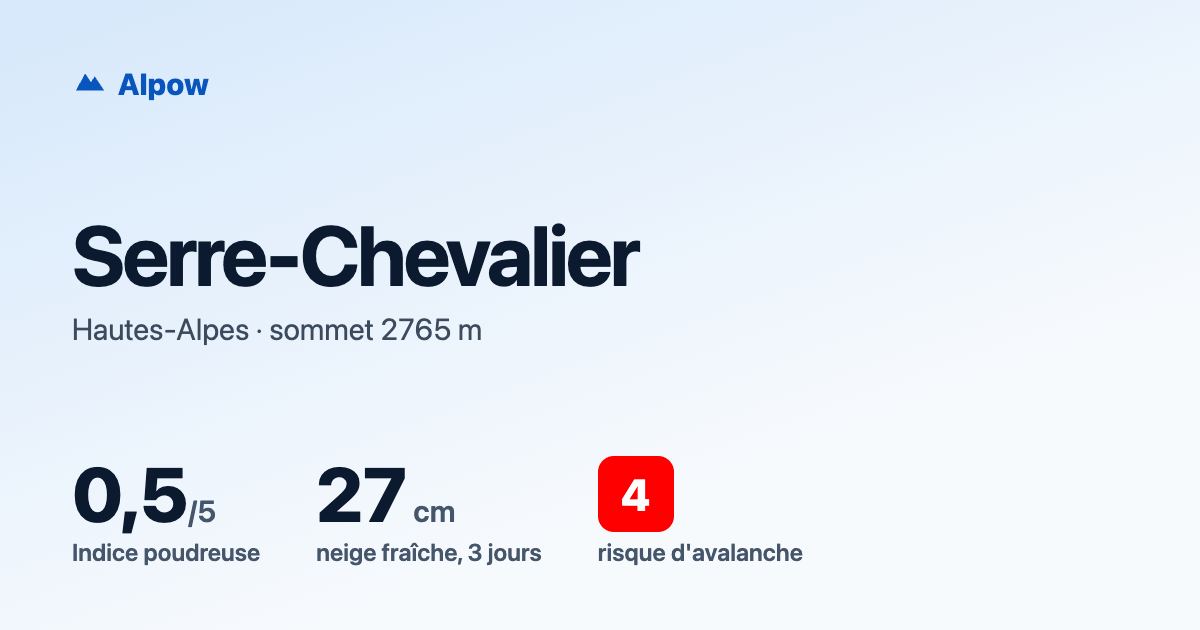 Alpow
Serre-Chevalier
Hautes-Alpes · sommet 2765 m
0,5/5
Indice poudreuse
27 cm
neige fraîche, 3 jours
4
risque d'avalanche